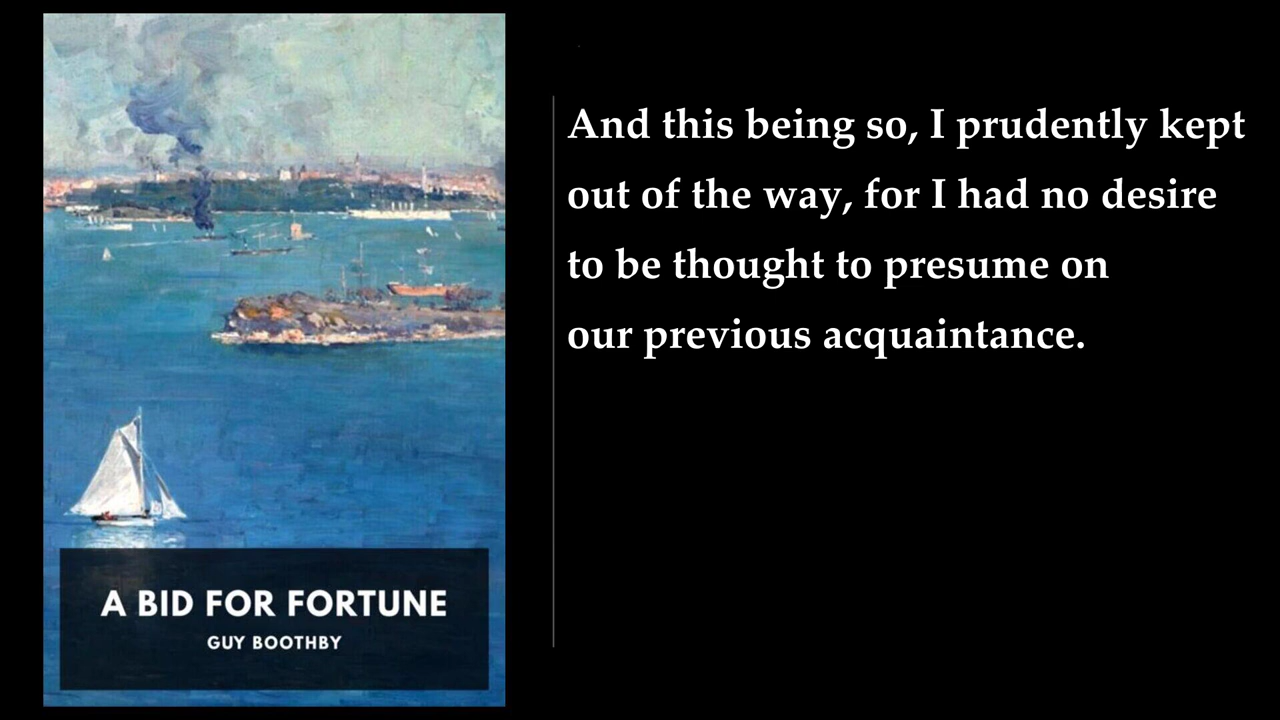 A BID FOR FORTUNE
GUY BOOTHBY
And this being so, I prudently kept
out of the way, for I had no desire
to be thought to presume on
our previous acquaintance.